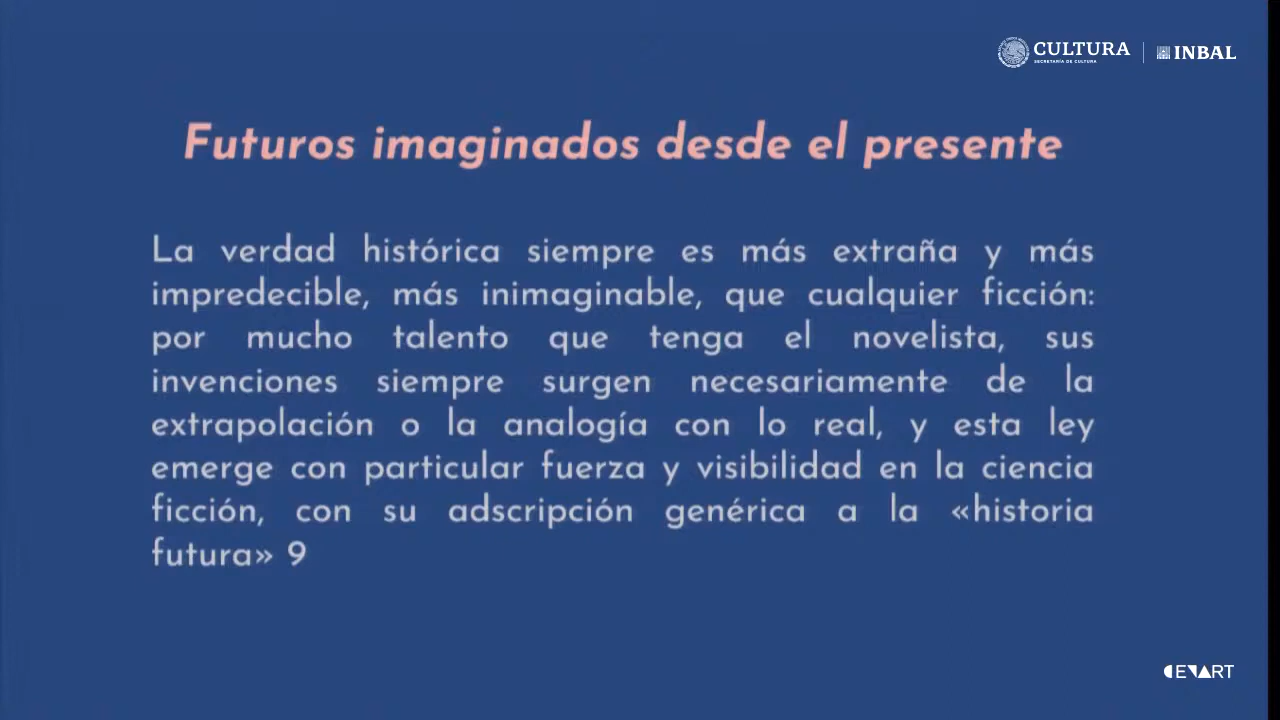 CULTURA
SECRETARÍA DE CULTURA
INBAL
Futuros imaginados desde el presente
La verdad histórica siempre es más extraña y más
impredecible, más inimaginable, que cualquier ficción:
por mucho talento que tenga el novelista, sus
invenciones siempre surgen necesariamente de la
extrapolación o la analogía con lo real, y esta ley
emerge con particular fuerza y visibilidad en la ciencia
ficción, con su adscripción genérica a la «historia
futura» 9
CENART